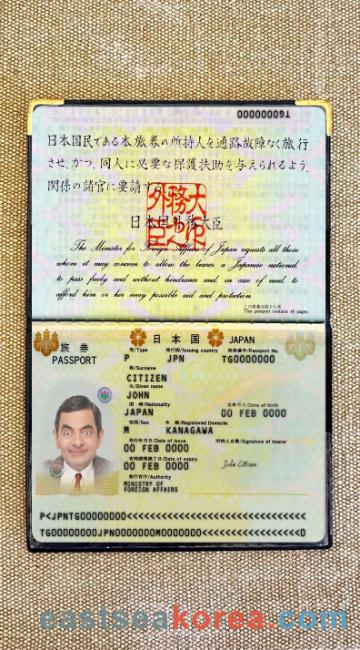 TG0000000
日本国民である本旅券の所持人を通路故障なく旅行
させ、かつ、同人に必要な保護扶助を与えられるよう、
関係の諸官に要請する。
日本国外務大臣
The Minister for Foreign Affairs of Japan requests all those
whom it may concern to allow the bearer, a Japanese national,
to pass freely and without hindrance and, in case of need, to
afford him or her every possible aid and protection.
This passport contains 48 pages.
旅券 日本国 JAPAN
PASSPORT
型/Type 発行国/Issuing country 旅券番号/Passport No.
P JPN TG0000000
姓/Surname
CITIZEN
名/Given name
JOHN
国籍/Nationality 生年月日/Date of birth
JAPAN 00 FEB 0000
性別/Sex 本籍/Registered Domicile
M KANAGAWA
発行年月日/Date of issue 所持人自署/Signature of bearer
00 FEB 0000
有効期間満了日/Date of expiry
00 FEB 0000
John Citizen
発行官庁/Authority
MINISTRY OF
FOREIGN AFFAIRS
eastseakorea.com